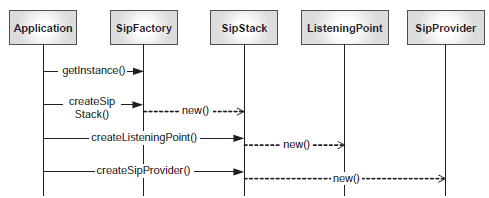 Application SipFactory SipStack ListeningPoint SipProvider
getInstance()
createSip
Stack()
new()
createListeningPoint()
new()
createSipProvider()
new()